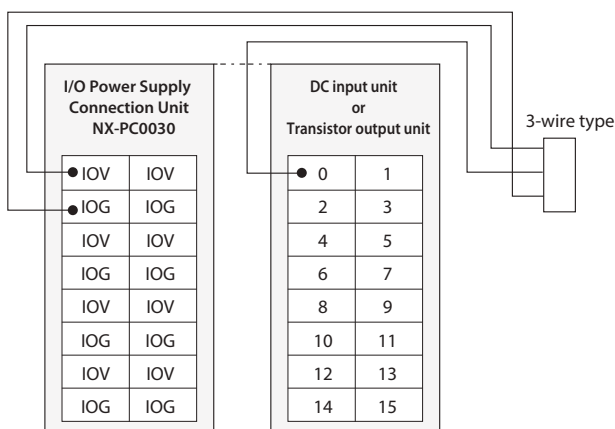 I/O Power Supply
Connection Unit
NX-PC0030
DC input unit
or
Transistor output unit
3-wire type
IOV IOV
IOG IOG
IOV IOV
IOG IOG
IOV IOV
IOG IOG
IOV IOV
IOG IOG
0 1
2 3
4 5
6 7
8 9
10 11
12 13
14 15